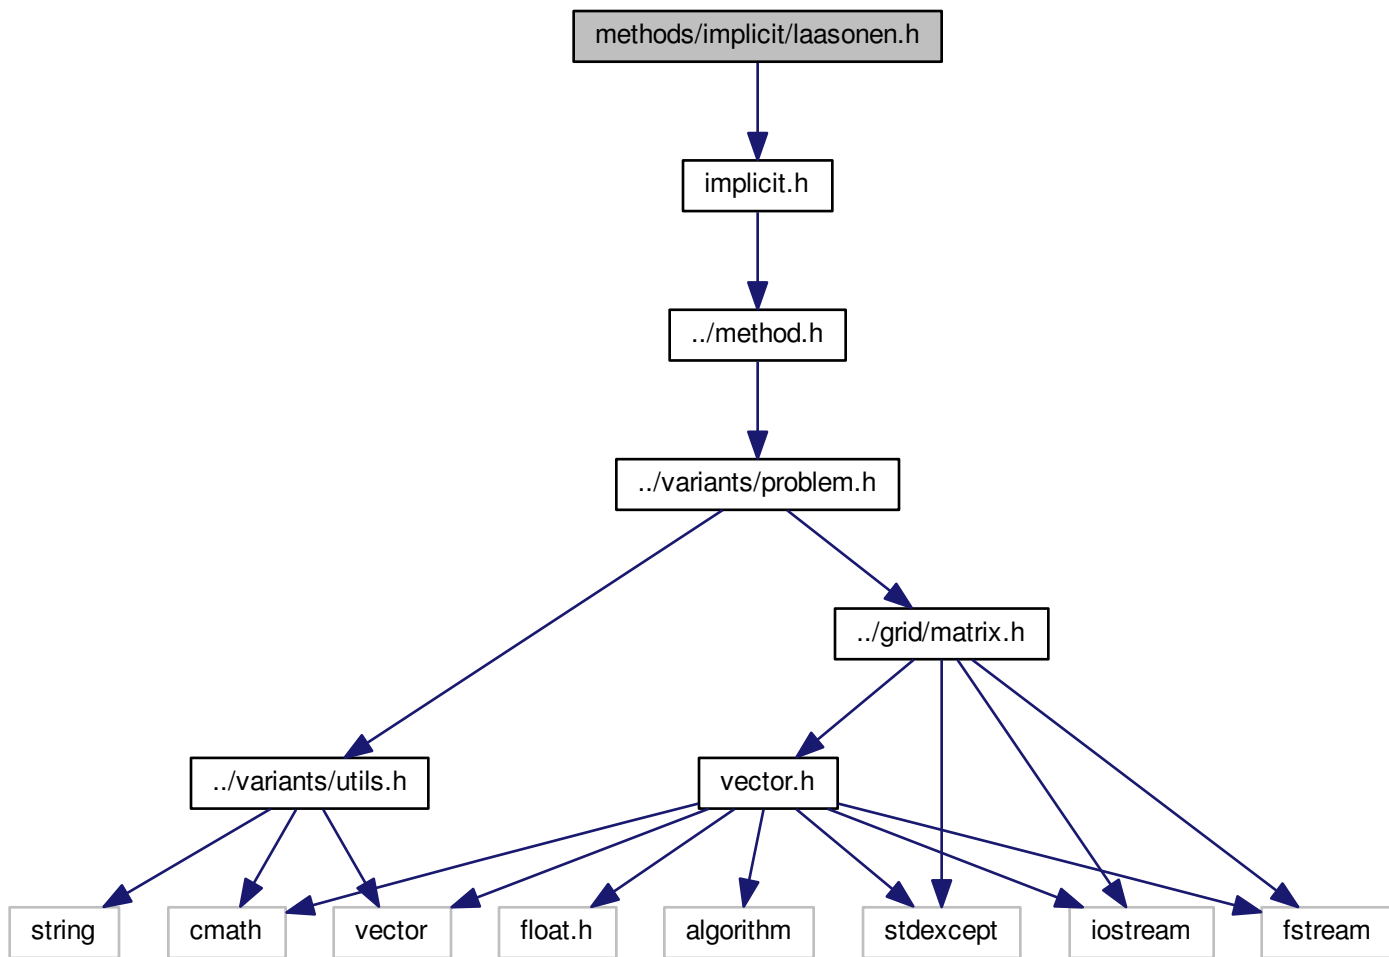 methods/implicit/laasonen.h
implicit.h
../method.h
../variants/problem.h
../grid/matrix.h
../variants/utils.h
vector.h
string
cmath
vector
float.h
algorithm
stdexcept
iostream
fstream